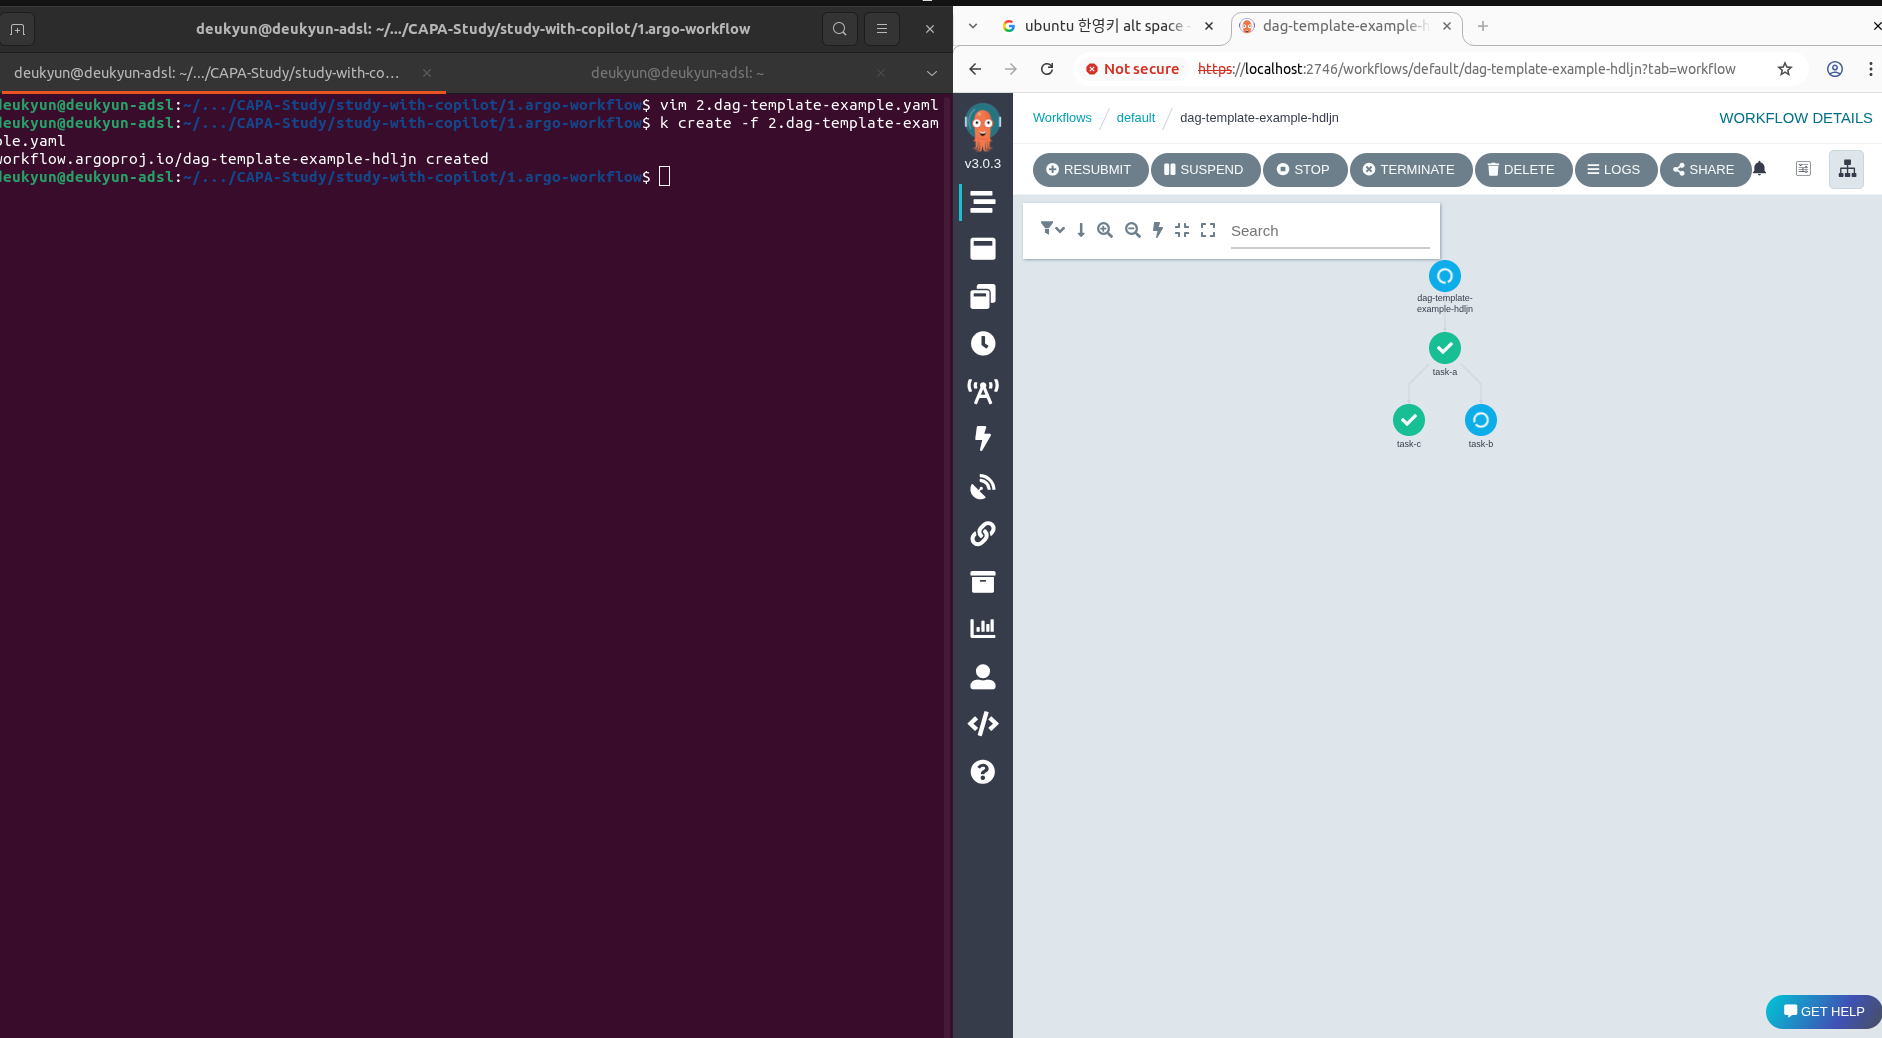 deukyun@deukyun-adsl: ~/.../CAPA-Study/study-with-copilot/1.argo-workflow
deukyun@deukyun-adsl: ~/.../CAPA-Study/study-with-co...
deukyun@deukyun-adsl: ~
deukyun@deukyun-adsl:~/.../CAPA-Study/study-with-copilot/1.argo-workflow$ vim 2.dag-template-example.yaml
deukyun@deukyun-adsl:~/.../CAPA-Study/study-with-copilot/1.argo-workflow$ k create -f 2.dag-template-exam
ple.yaml
workflow.argoproj.io/dag-template-example-hdljn created
deukyun@deukyun-adsl:~/.../CAPA-Study/study-with-copilot/1.argo-workflow$
ubuntu 한영키 alt space -
dag-template-example-h
Not secure
https://localhost:2746/workflows/default/dag-template-example-hdljn?tab=workflow
v3.0.3
Workflows / default / dag-template-example-hdljn
WORKFLOW DETAILS
RESUBMIT
SUSPEND
STOP
TERMINATE
DELETE
LOGS
SHARE
Search
dag-template-
example-hdljn
task-a
task-c
task-b
GET HELP